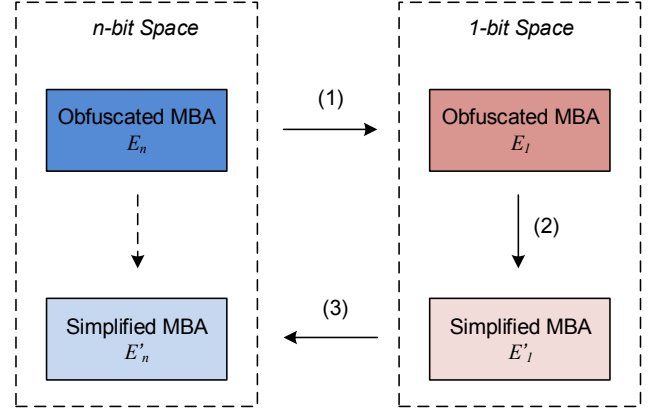 n-bit Space
1-bit Space
Obfuscated MBA
Eₙ
(1)
Obfuscated MBA
E₁
(2)
Simplified MBA
E'ₙ
(3)
Simplified MBA
E'₁